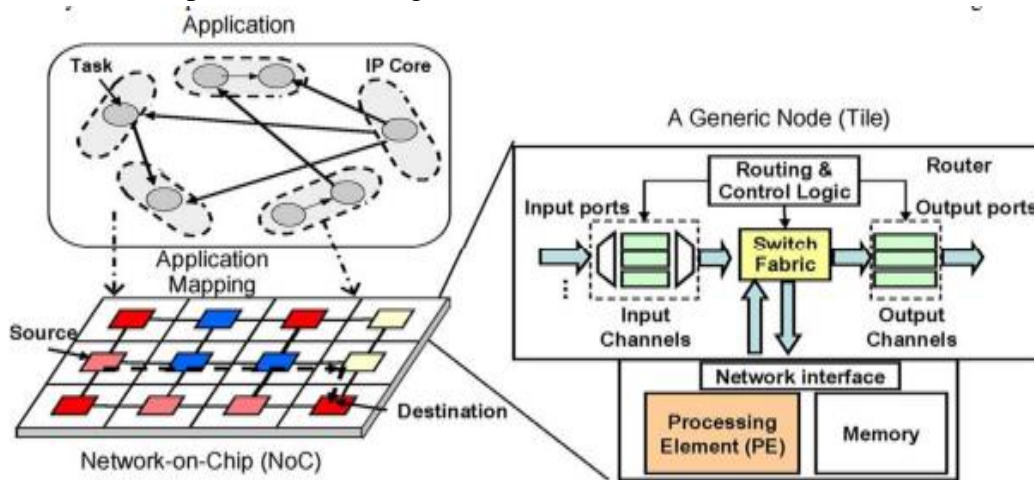 Application
Task
IP Core
Application
Mapping
Source
Destination
Network-on-Chip (NoC)
A Generic Node (Tile)
Routing &
Control Logic
Router
Input ports
Output ports
Switch
Fabric
Input
Channels
Output
Channels
Network interface
Processing
Element (PE)
Memory